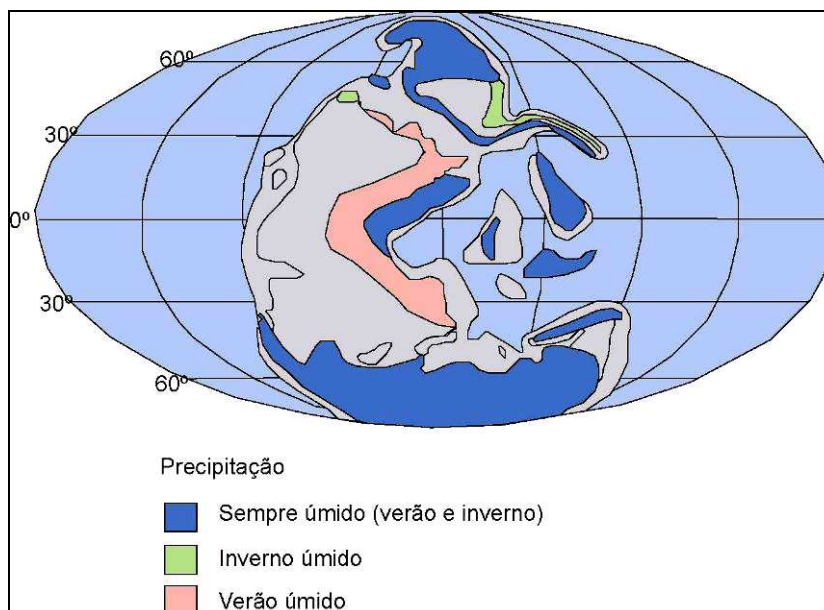 60º
30º
0º
30º
60º
Precipitação
Sempre úmido (verão e inverno)
Inverno úmido
Verão úmido